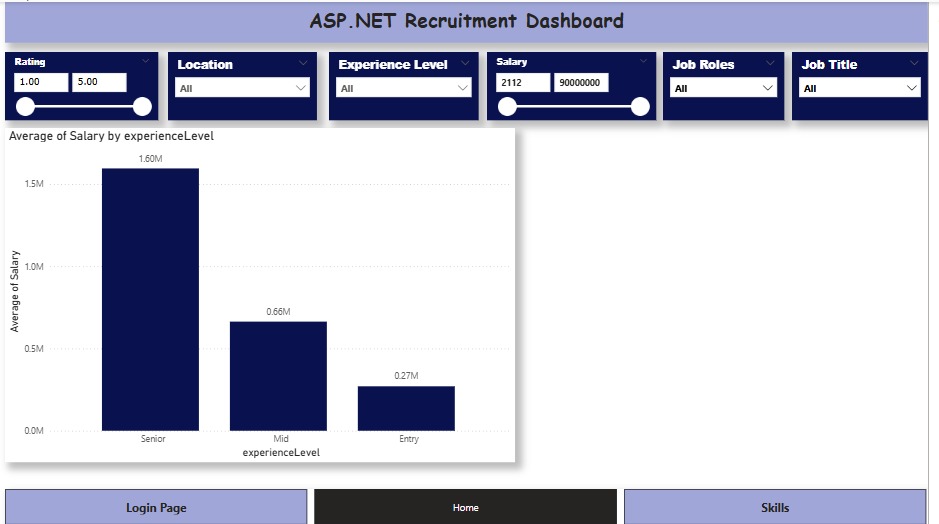 ASP.NET Recruitment Dashboard
Rating
1.00 5.00
Location
All
Experience Level
All
Salary
2112 90000000
Job Roles
All
Job Title
All
Average of Salary by experienceLevel
1.60M
1.5M
1.0M
0.66M
0.5M
0.27M
0.0M
Average of Salary
Senior Mid Entry
experienceLevel
Login Page Home Skills